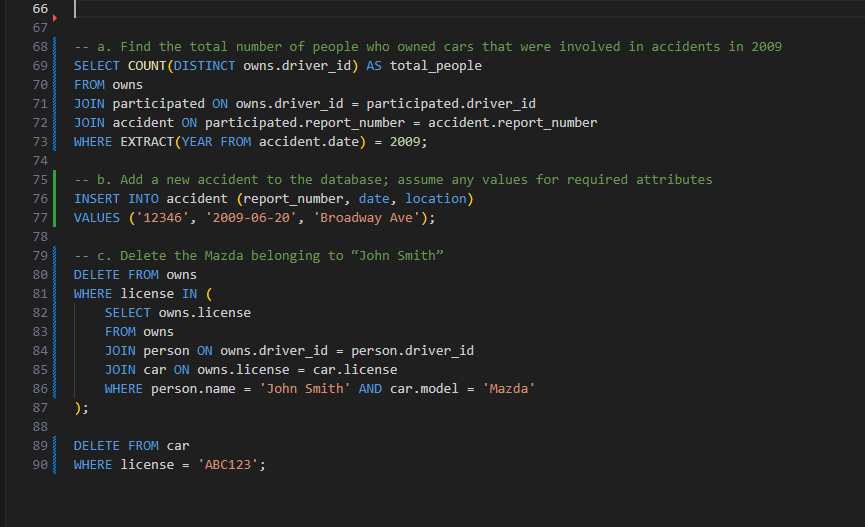 66
67
68 -- a. Find the total number of people who owned cars that were involved in accidents in 2009
69 SELECT COUNT(DISTINCT owns.driver_id) AS total_people
70 FROM owns
71 JOIN participated ON owns.driver_id = participated.driver_id
72 JOIN accident ON participated.report_number = accident.report_number
73 WHERE EXTRACT(YEAR FROM accident.date) = 2009;
74
75 -- b. Add a new accident to the database; assume any values for required attributes
76 INSERT INTO accident (report_number, date, location)
77 VALUES ('12346', '2009-06-20', 'Broadway Ave');
78
79 -- c. Delete the Mazda belonging to “John Smith”
80 DELETE FROM owns
81 WHERE license IN (
82     SELECT owns.license
83     FROM owns
84     JOIN person ON owns.driver_id = person.driver_id
85     JOIN car ON owns.license = car.license
86     WHERE person.name = 'John Smith' AND car.model = 'Mazda'
87 );
88
89 DELETE FROM car
90 WHERE license = 'ABC123';